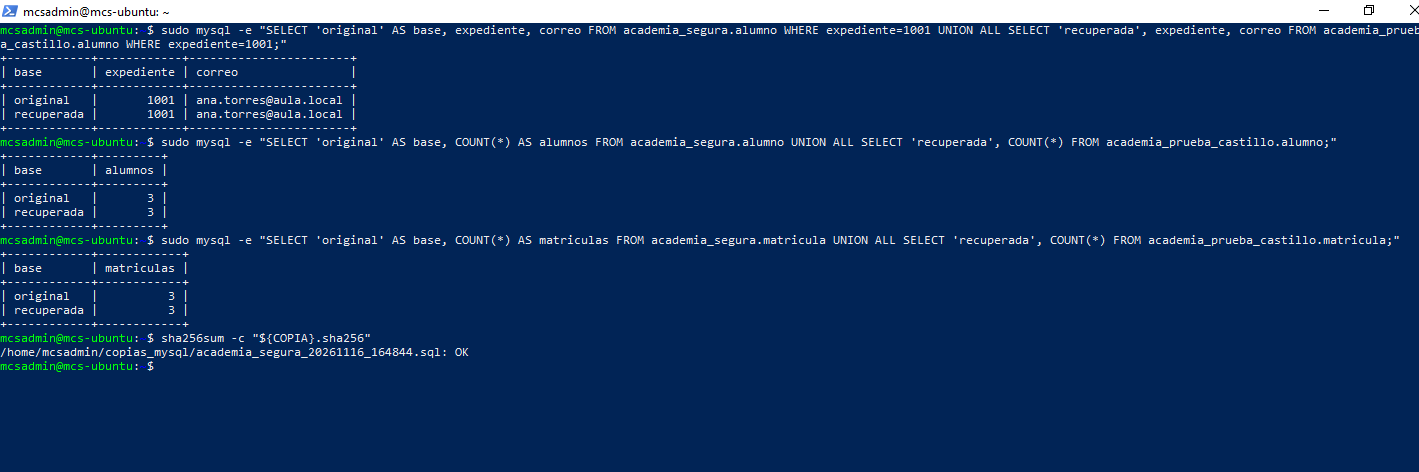 mcsadmin@mcs-ubuntu: ~
mcsadmin@mcs-ubuntu: $ sudo mysql -e "SELECT 'original' AS base, expediente, correo FROM academia_segura.alumno WHERE expediente=1001 UNION ALL SELECT 'recuperada', expediente, correo FROM academia_prueb
a_castillo.alumno WHERE expediente=1001;"
+------------+------------+-----------------------+
| base       | expediente | correo                |
+------------+------------+-----------------------+
| original   |       1001 | ana.torres@aula.local |
| recuperada |       1001 | ana.torres@aula.local |
+------------+------------+-----------------------+
mcsadmin@mcs-ubuntu: $ sudo mysql -e "SELECT 'original' AS base, COUNT(*) AS alumnos FROM academia_segura.alumno UNION ALL SELECT 'recuperada', COUNT(*) FROM academia_prueba_castillo.alumno;"
+------------+---------+
| base       | alumnos |
+------------+---------+
| original   |       3 |
| recuperada |       3 |
+------------+---------+
mcsadmin@mcs-ubuntu: $ sudo mysql -e "SELECT 'original' AS base, COUNT(*) AS matriculas FROM academia_segura.matricula UNION ALL SELECT 'recuperada', COUNT(*) FROM academia_prueba_castillo.matricula;"
+------------+------------+
| base       | matriculas |
+------------+------------+
| original   |          3 |
| recuperada |          3 |
+------------+------------+
mcsadmin@mcs-ubuntu: $ sha256sum -c "${COPIA}.sha256"
/home/mcsadmin/copias_mysql/academia_segura_20261116_164844.sql: OK
mcsadmin@mcs-ubuntu: $